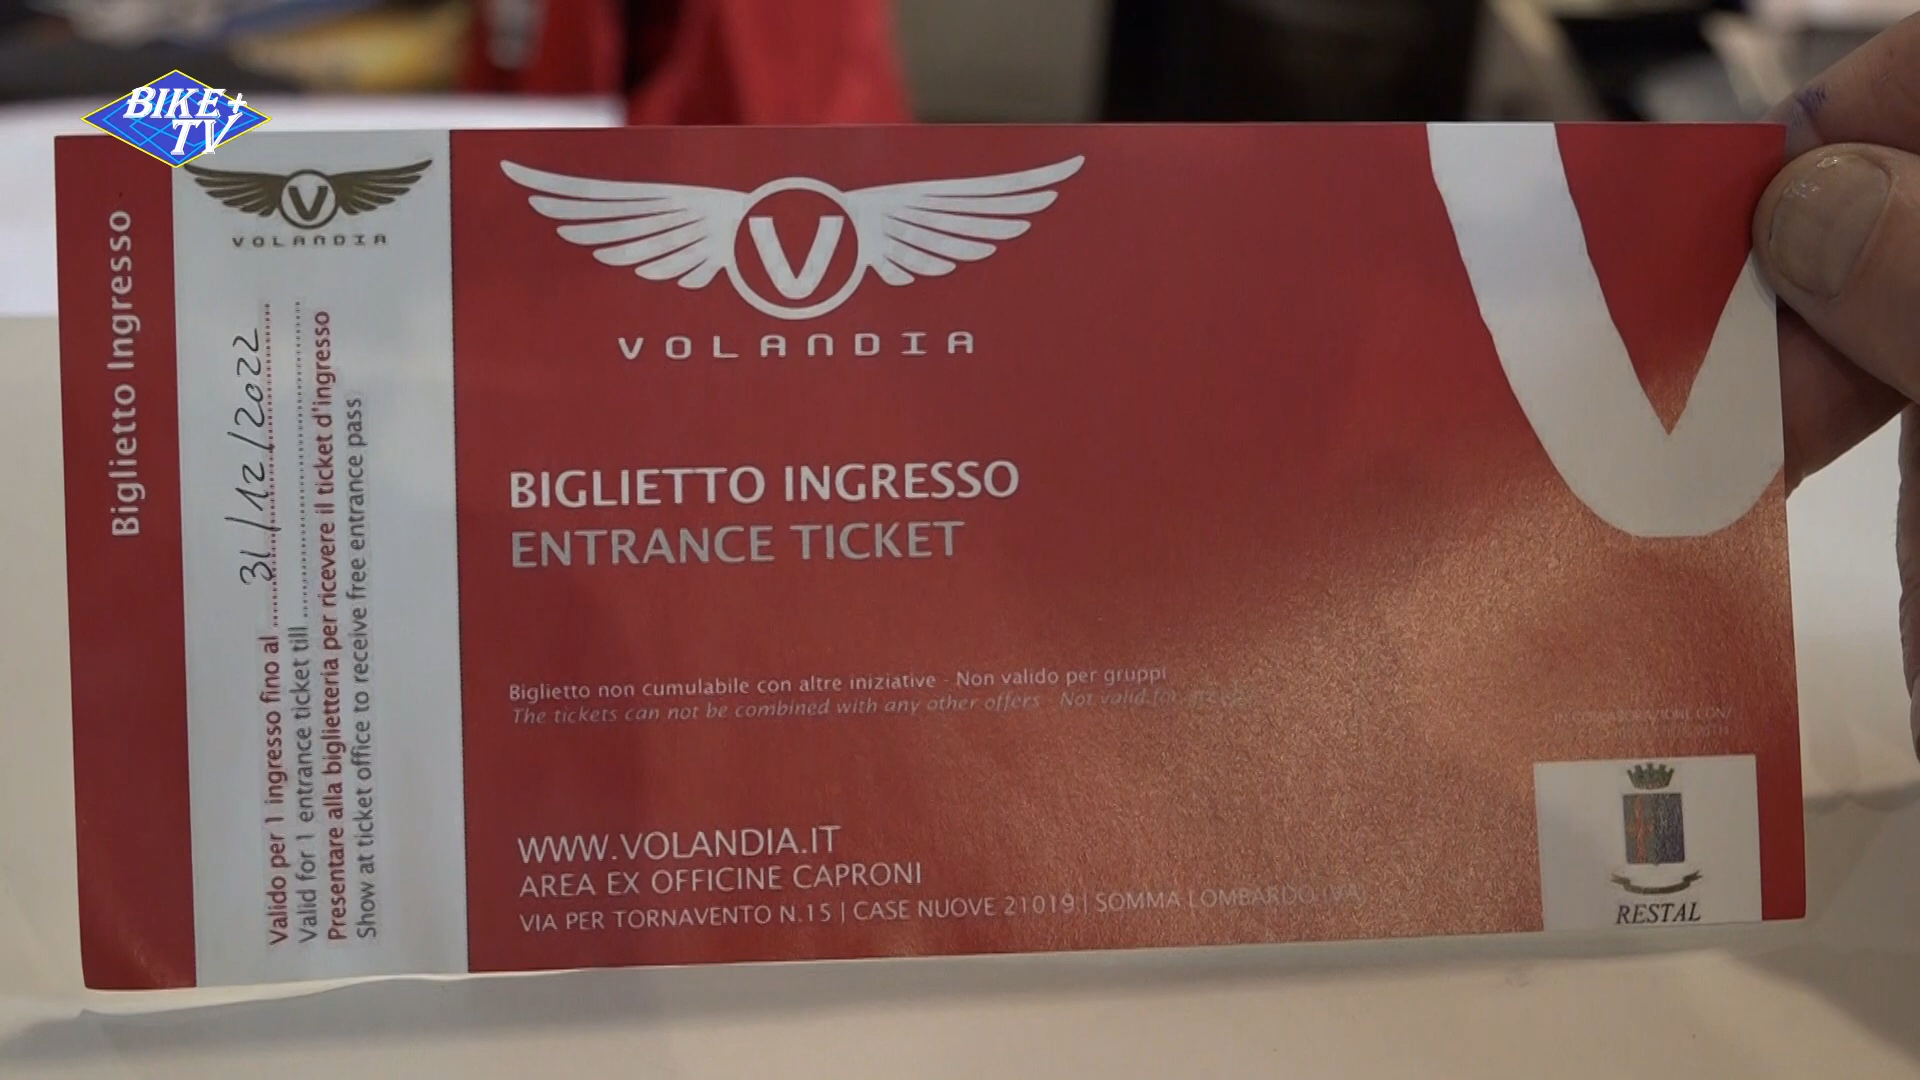 BIKE+
TV
Biglietto Ingresso
VOLANDIA
Valido per 1 ingresso fino al 31/12/2022
Valid for 1 entrance ticket till
Presentare alla biglietteria per ricevere il ticket d'ingresso
Show at ticket office to receive free entrance pass
V
VOLANDIA
BIGLIETTO INGRESSO
ENTRANCE TICKET
Biglietto non cumulabile con altre iniziative - Non valido per gruppi
The tickets can not be combined with any other offers Not valid for
WWW.VOLANDIA.IT
AREA EX OFFICINE CAPRONI
VIA PER TORNAVENTO N.15 | CASE NUOVE 21019 | SOMMA LOMBARDO (VA)
IN COLLABORAZIONE CON/
RESTAL